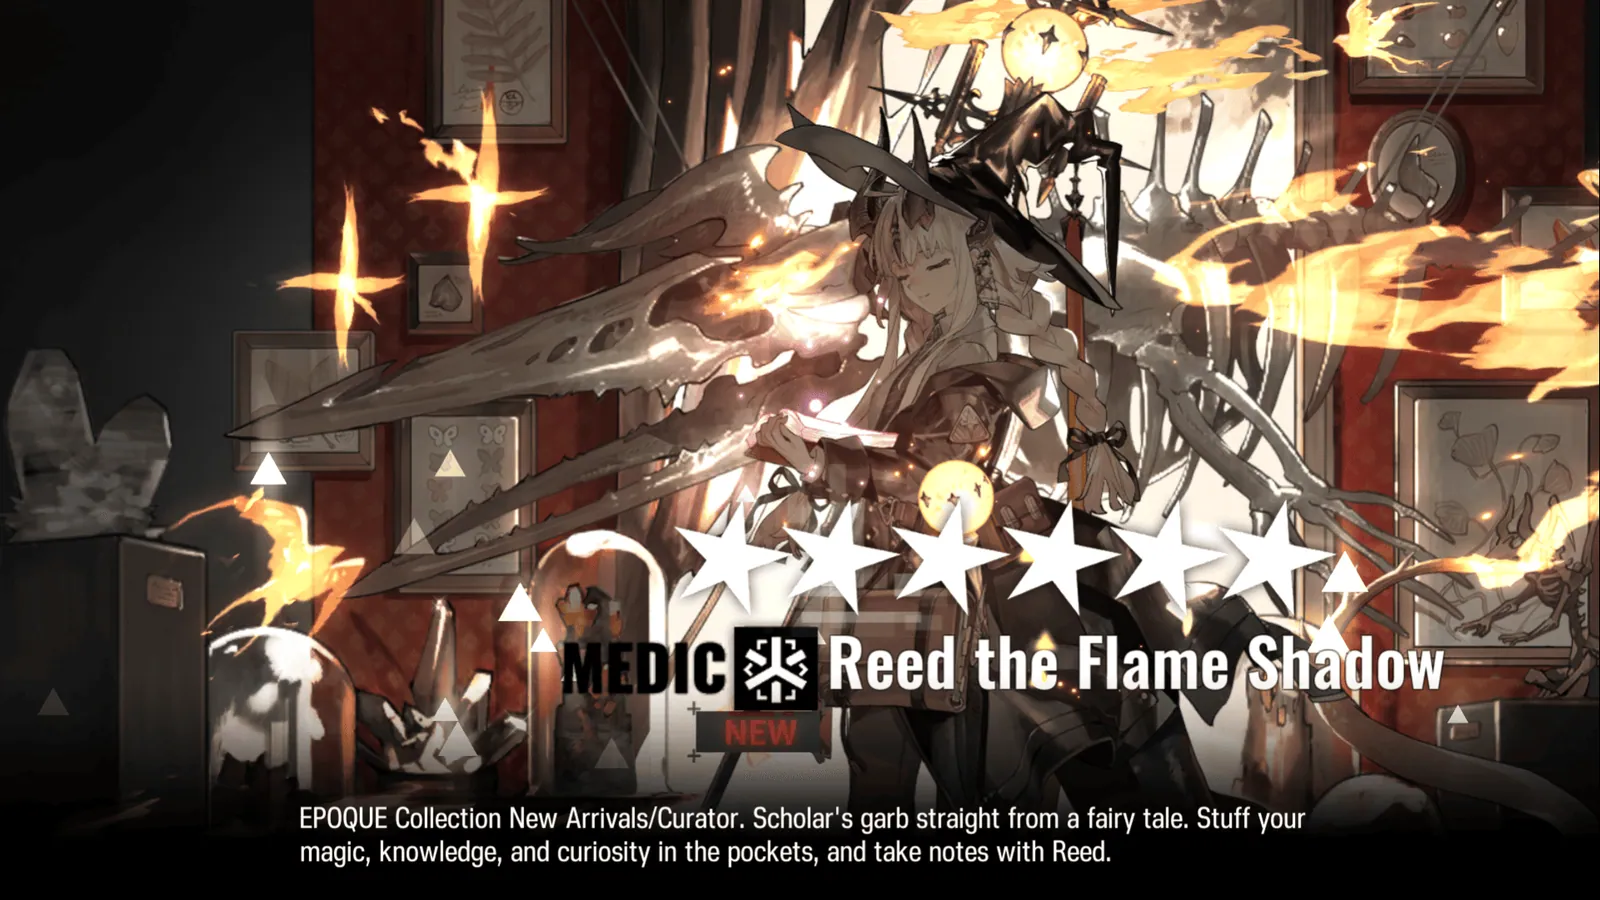 MEDIC Reed the Flame Shadow
NEW
EPOQUE Collection New Arrivals/Curator. Scholar's garb straight from a fairy tale. Stuff your
magic, knowledge, and curiosity in the pockets, and take notes with Reed.